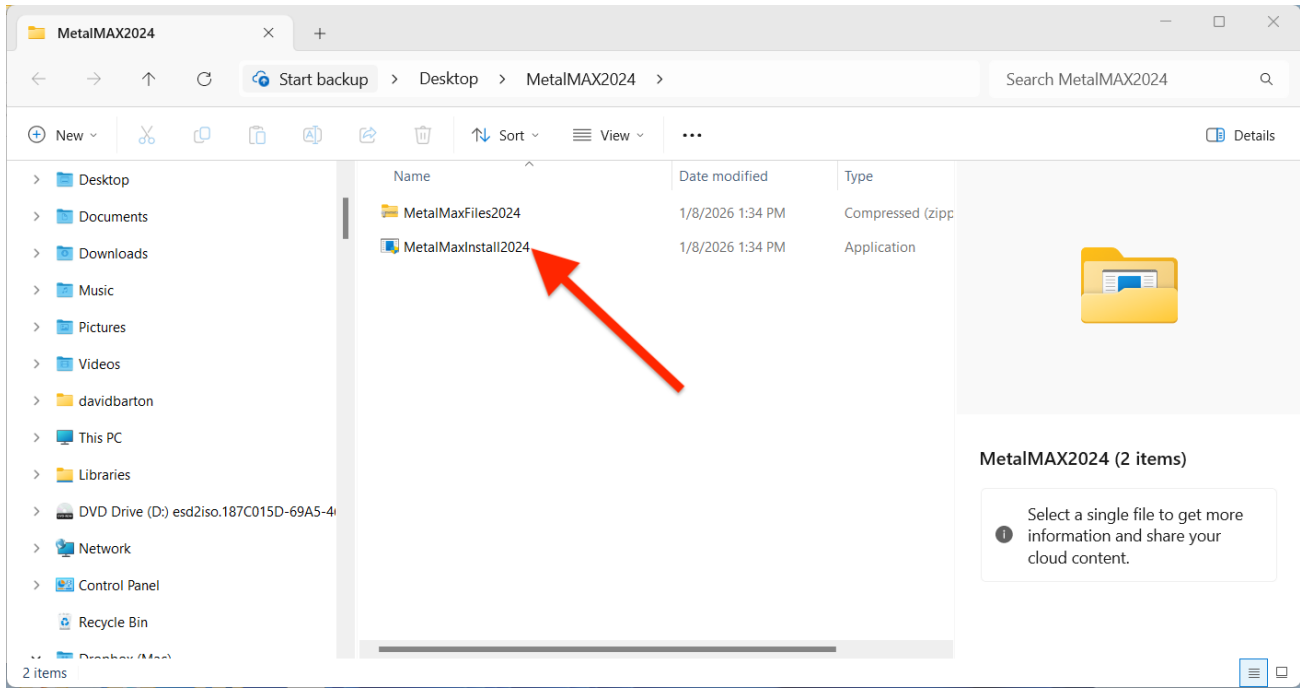 MetalMAX2024
Start backup > Desktop > MetalMAX2024 >
Search MetalMAX2024
New
Sort
View
Details
Name Date modified Type
MetalMaxFiles2024 1/8/2026 1:34 PM Compressed (zipp
MetalMaxInstall2024 1/8/2026 1:34 PM Application
Desktop
Documents
Downloads
Music
Pictures
Videos
davidbarton
This PC
Libraries
DVD Drive (D:) esd2iso.187C015D-69A5-4
Network
Control Panel
Recycle Bin
Dropbox (Mac)
MetalMAX2024 (2 items)
Select a single file to get more
information and share your
cloud content.
2 items